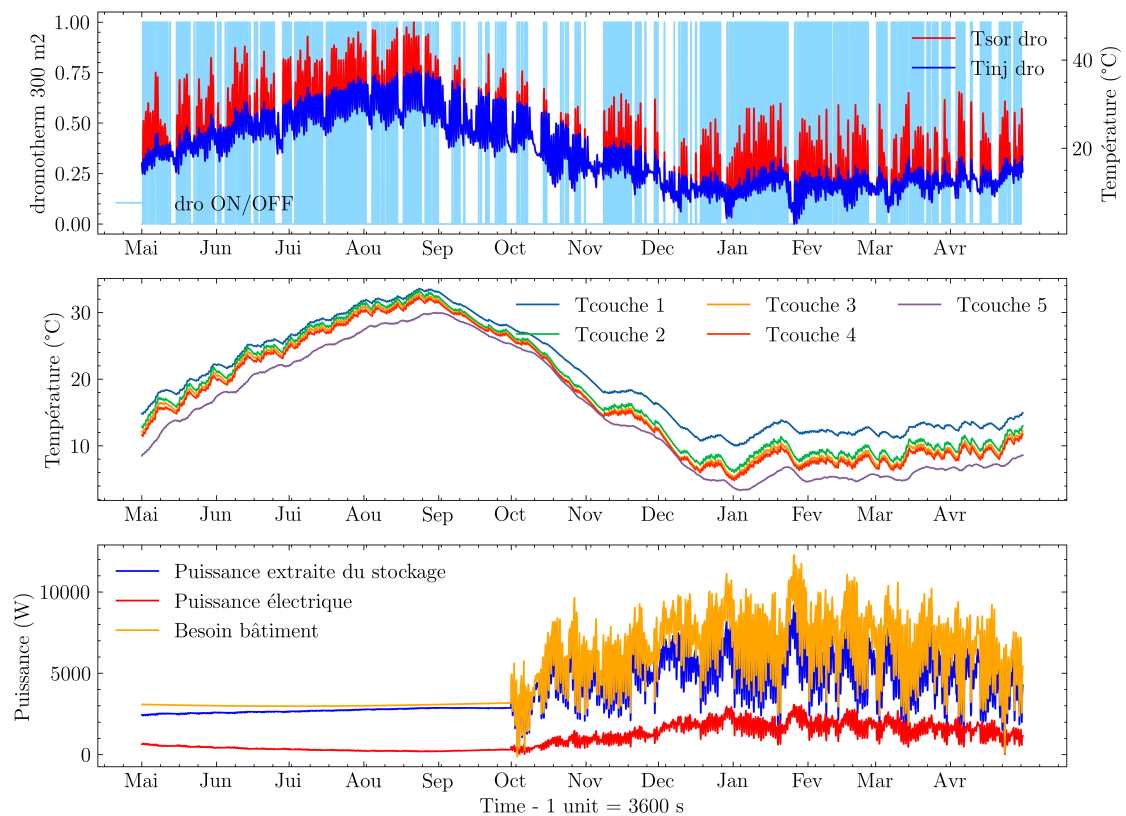 dromotherm 300 m2
1.00
0.75
0.50
0.25
0.00
Tsor dro
Tinj dro
dro ON/OFF
40
20
Température (°C)
Mai Jun Jui Aou Sep Oct Nov Dec Jan Fev Mar Avr
Température (°C)
30
20
10
Tcouche 1 Tcouche 3 Tcouche 5
Tcouche 2 Tcouche 4
Mai Jun Jui Aou Sep Oct Nov Dec Jan Fev Mar Avr
Puissance (W)
10000
5000
0
Puissance extraite du stockage
Puissance électrique
Besoin bâtiment
Mai Jun Jui Aou Sep Oct Nov Dec Jan Fev Mar Avr
Time - 1 unit = 3600 s